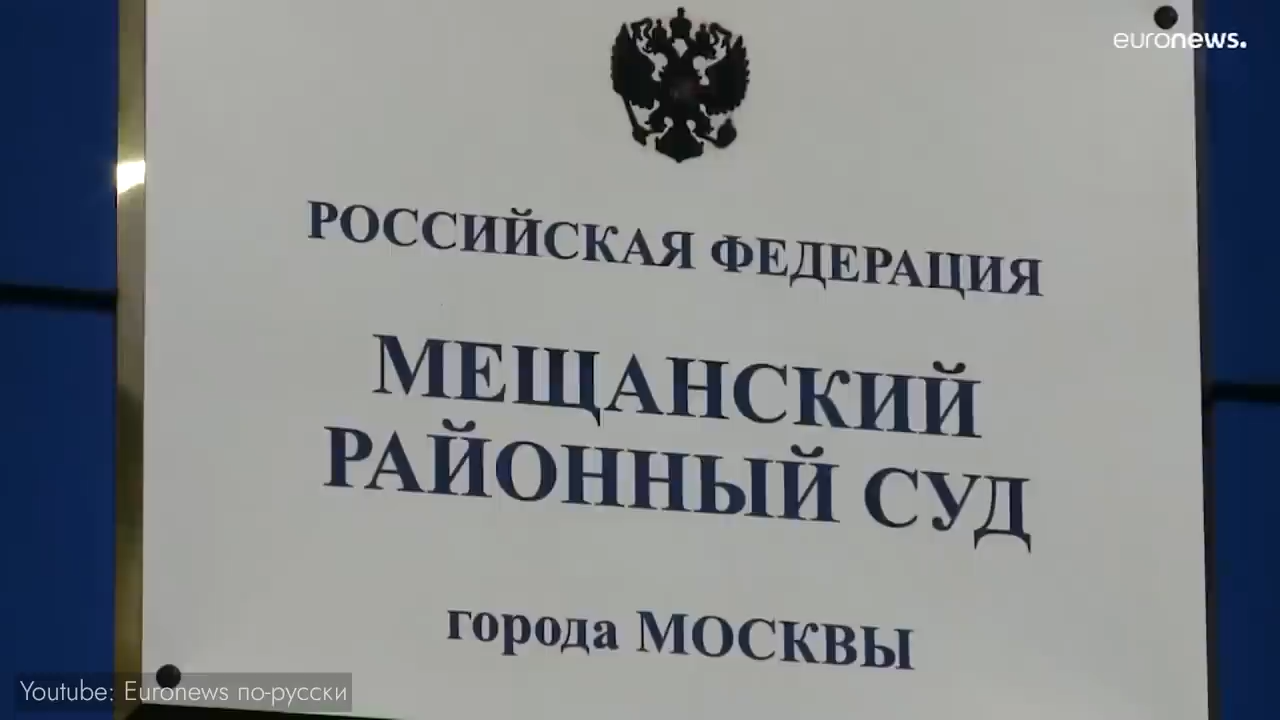 euronews.
РОССИЙСКАЯ ФЕДЕРАЦИЯ
МЕЩАНСКИЙ
РАЙОННЫЙ СУД
города МОСКВЫ
Youtube: Euronews по-русски